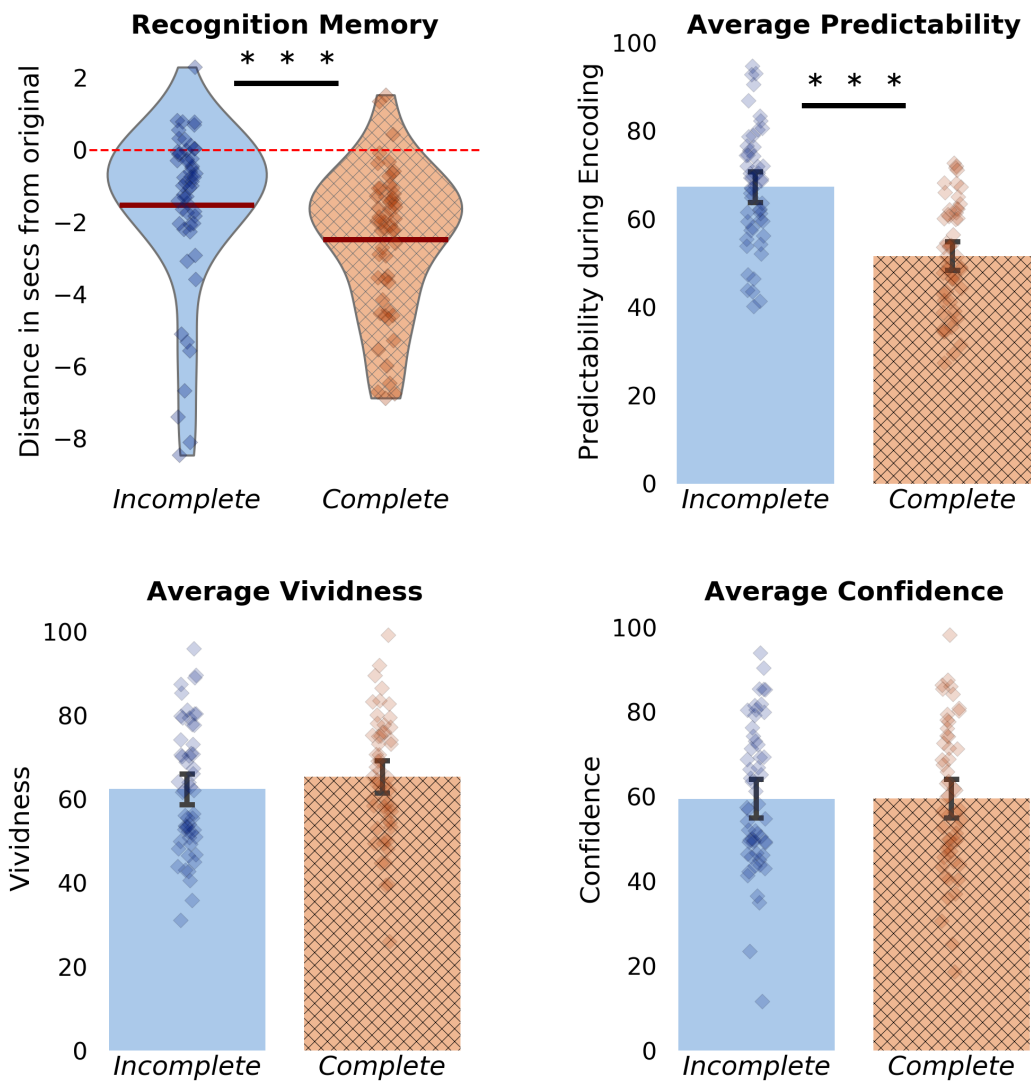 Recognition Memory
* * *
Distance in secs from original
2
0
−2
−4
−6
−8
Incomplete
Complete
Average Predictability
* * *
Predictability during Encoding
100
80
60
40
20
0
Incomplete
Complete
Average Vividness
Vividness
100
80
60
40
20
0
Incomplete
Complete
Average Confidence
Confidence
100
80
60
40
20
0
Incomplete
Complete